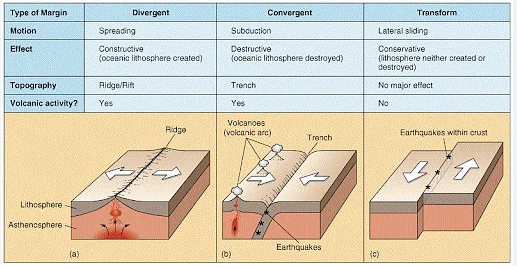 Type of Margin Divergent Convergent Transform
Motion Spreading Subduction Lateral sliding
Effect Constructive Destructive Conservative
(oceanic lithosphere created) (oceanic lithosphere destroyed) (lithosphere neither created or
destroyed)
Topography Ridge/Rift Trench No major effect
Volcanic activity? Yes Yes No
Ridge
Lithosphere
Asthenosphere
(a)
Volcanoes
(volcanic arc)
Trench
Earthquakes
(b)
Earthquakes within crust
(c)